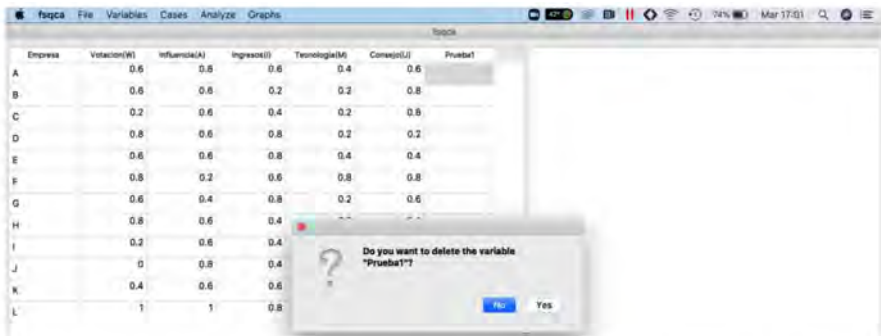 fsqca File Variables Cases Analyze Graphs 74% Mar 17:01
fsqca
Empresa Votacion(W) Influencia(A) Ingresos(I) Tecnologia(M) Consejo(U) Prueba1
A 0.6 0.8 0.6 0.4 0.6
B 0.6 0.6 0.2 0.2 0.8
C 0.2 0.6 0.4 0.2 0.8
D 0.8 0.6 0.8 0.2 0.2
E 0.6 0.6 0.8 0.4 0.4
F 0.8 0.2 0.6 0.8 0.8
G 0.6 0.4 0.8 0.2 0.6
H 0.8 0.6 0.4
I 0.2 0.6 0.4
J 0 0.8 0.4
K 0.4 0.6 0.6
L 1 1 0.8
Do you want to delete the variable
"Prueba1"?
No Yes